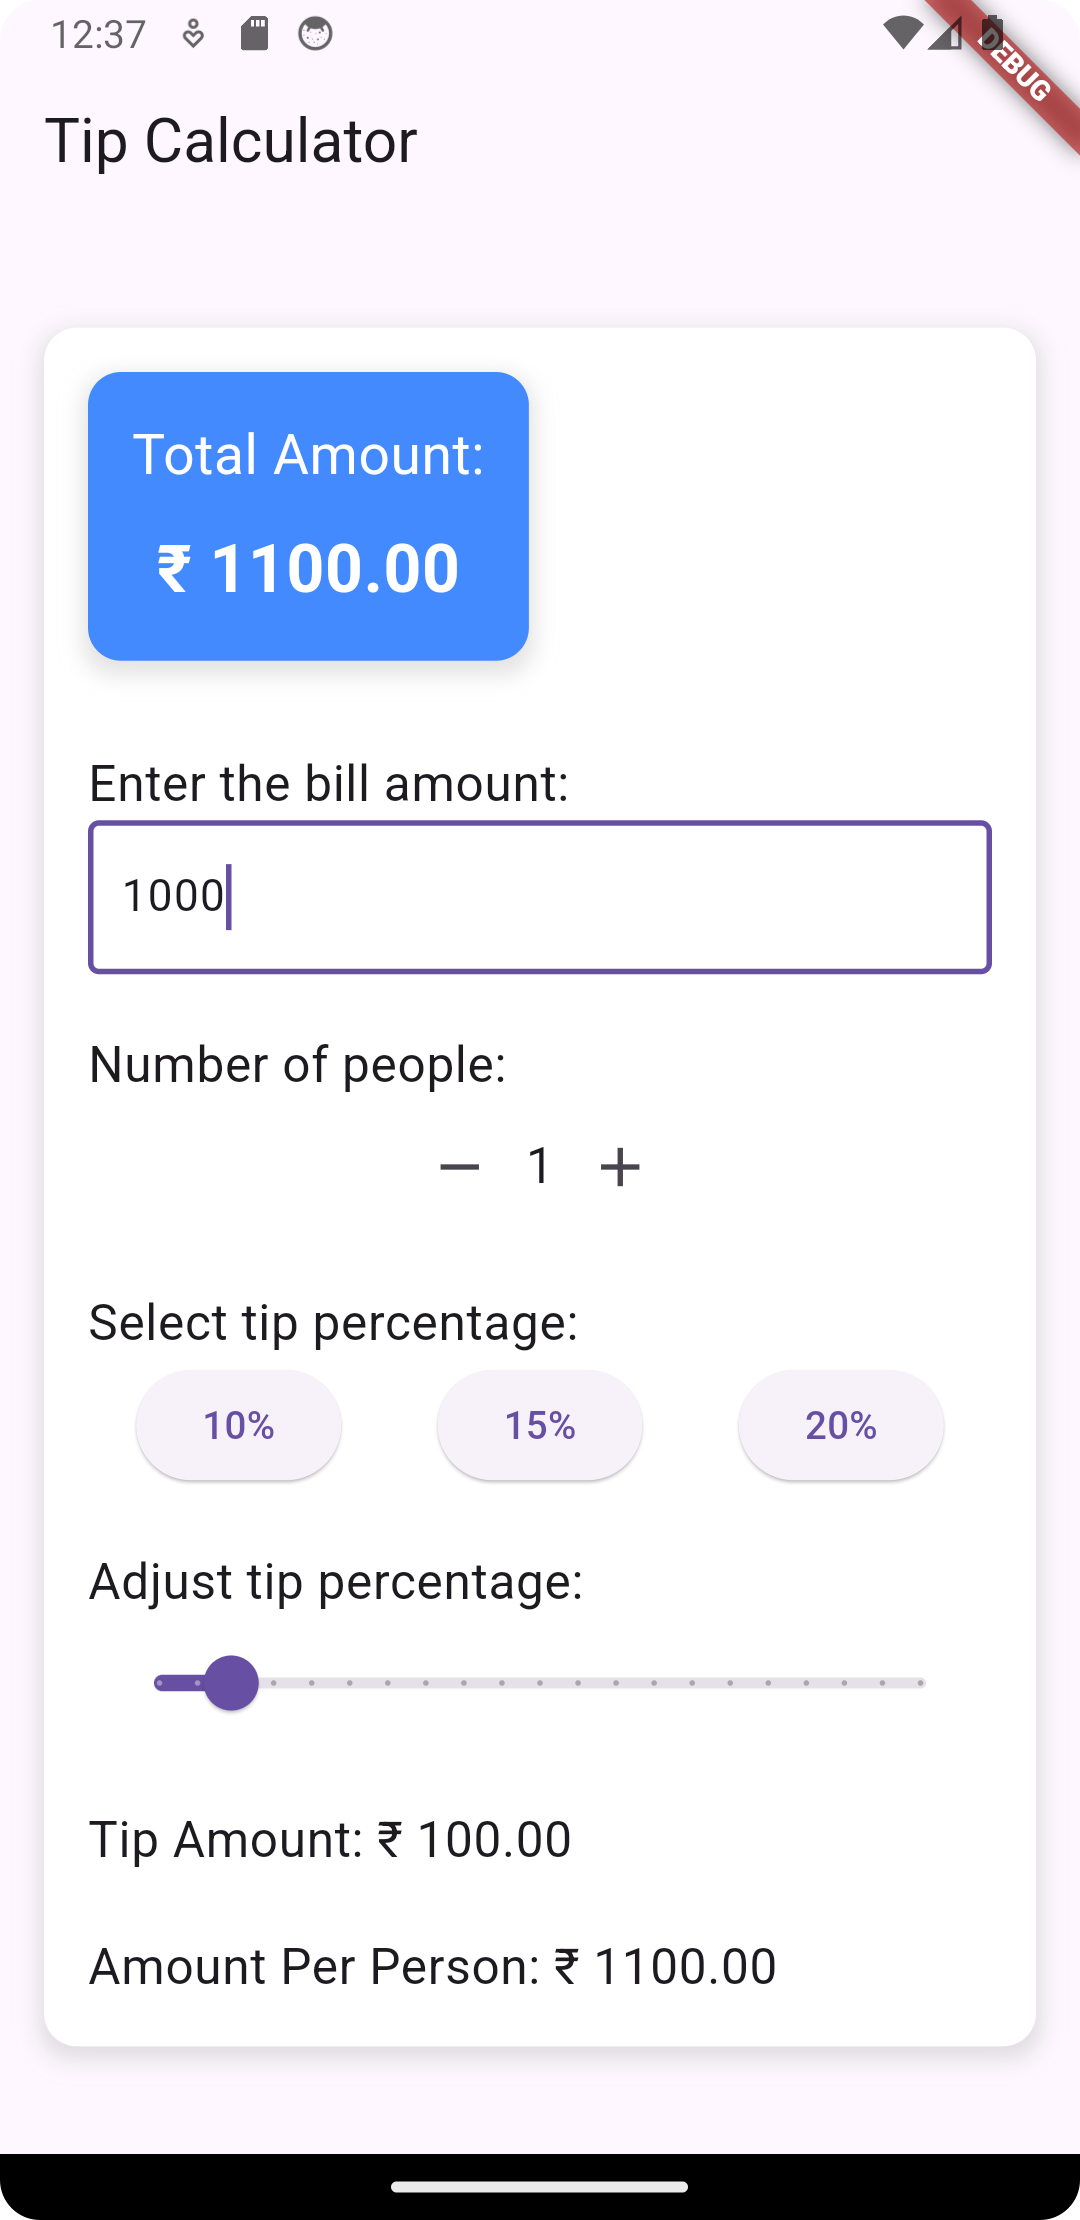 12:37
DEBUG
Tip Calculator
Total Amount:
₹ 1100.00
Enter the bill amount:
1000
Number of people:
1
Select tip percentage:
10% 15% 20%
Adjust tip percentage:
Tip Amount: ₹ 100.00
Amount Per Person: ₹ 1100.00